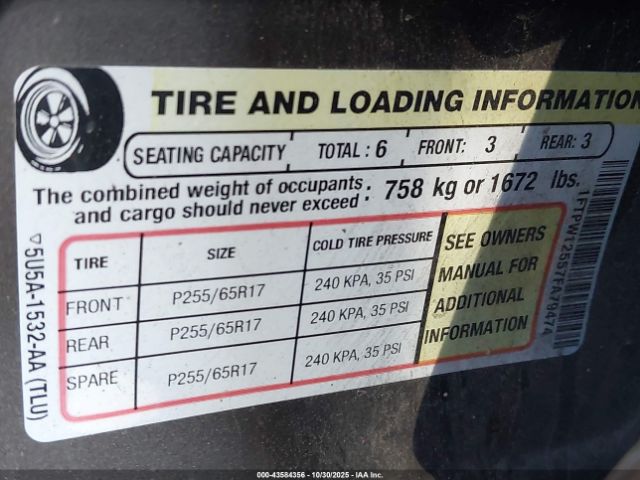 TIRE AND LOADING INFORMATION
SEATING CAPACITY TOTAL : 6 FRONT: 3 REAR: 3
The combined weight of occupants and cargo should never exceed : 758 kg or 1672 lbs.
TIRE SIZE COLD TIRE PRESSURE
FRONT P255/65R17 240 KPA, 35 PSI
REAR P255/65R17 240 KPA, 35 PSI
SPARE P255/65R17 240 KPA, 35 PSI
SEE OWNERS
MANUAL FOR
ADDITIONAL
INFORMATION
5U5A-1532-AA (TLU)
1FTPW12557FA79474
000-43584356 - 10/30/2025 - IAA Inc.